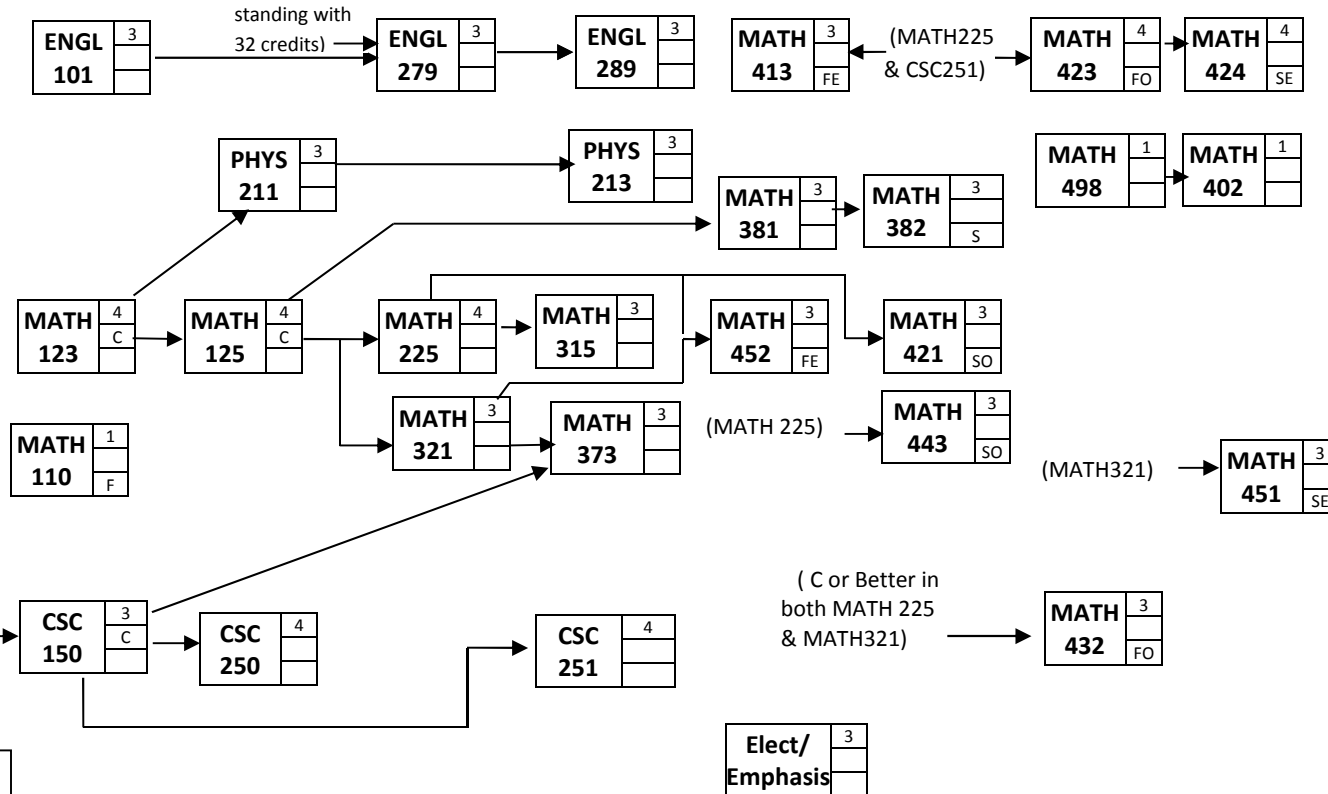 standing with
32 credits)
ENGL 3
101
ENGL 3
279
ENGL 3
289
MATH 3
413 FE
(MATH225
& CSC251)
MATH 4
423 FO
MATH 4
424 SE
PHYS 3
211
PHYS 3
213
MATH 1
498
MATH 1
402
MATH 3
381
MATH 3
382 S
MATH 4
123 C
MATH 4
125 C
MATH 4
225
MATH 3
315
MATH 3
452 FE
MATH 3
421 SO
MATH 3
321
MATH 3
373
(MATH 225)
MATH 3
443 SO
MATH 1
110 F
(MATH321)
MATH 3
451 SE
CSC 3
150 C
CSC 4
250
CSC 4
251
( C or Better in
both MATH 225
& MATH321)
MATH 3
432 FO
Elect/ 3
Emphasis